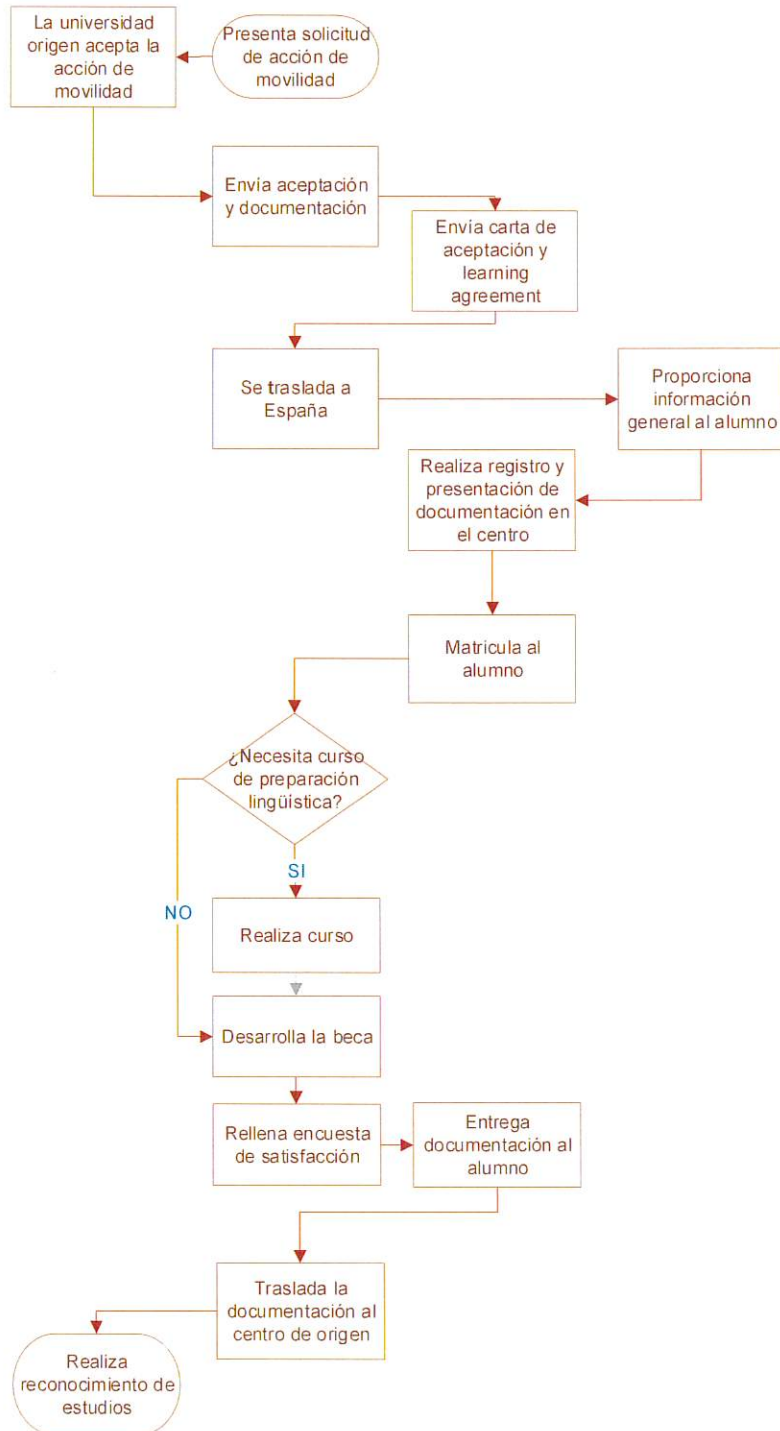 La universidad
origen acepta la
acción de
movilidad
Presenta solicitud
de acción de
movilidad
Envía aceptación
y documentación
Envía carta de
aceptación y
learning
agreement
Se traslada a
España
Proporciona
información
general al alumno
Realiza registro y
presentación de
documentación en
el centro
Matricula al
alumno
¿Necesita curso
de preparación
lingüística?
SI
NO
Realiza curso
Desarrolla la beca
Rellena encuesta
de satisfacción
Entrega
documentación al
alumno
Traslada la
documentación al
centro de origen
Realiza
reconocimiento de
estudios